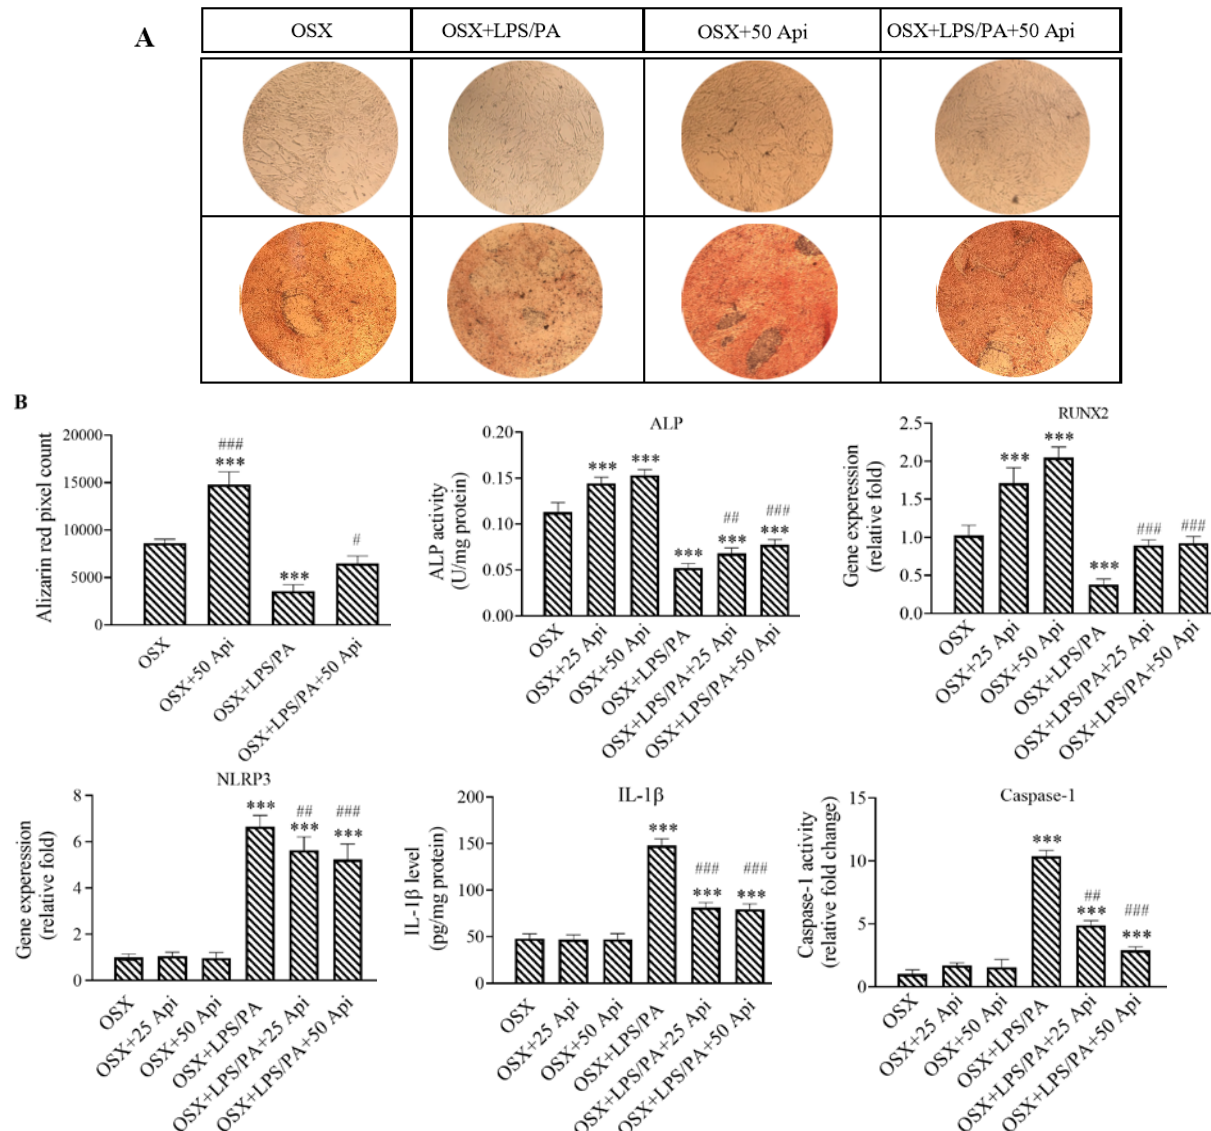 A
OSX OSX+LPS/PA OSX+50 Api OSX+LPS/PA+50 Api
B
Alizarin red pixel count
20000
15000
10000
5000
0
###
***
***
#
OSX
OSX+50 Api
OSX+LPS/PA
OSX+LPS/PA+50 Api
ALP
ALP activity
(U/mg protein)
0.20
0.15
0.10
0.05
0.00
***
***
***
##
***
###
***
OSX
OSX+25 Api
OSX+50 Api
OSX+LPS/PA
OSX+LPS/PA+25 Api
OSX+LPS/PA+50 Api
RUNX2
Gene experession
(relative fold)
2.5
2.0
1.5
1.0
0.5
0.0
***
***
***
###
###
OSX
OSX+25 Api
OSX+50 Api
OSX+LPS/PA
OSX+LPS/PA+25 Api
OSX+LPS/PA+50 Api
NLRP3
Gene experession
(relative fold)
8
6
4
2
0
***
##
***
###
***
OSX
OSX+25 Api
OSX+50 Api
OSX+LPS/PA
OSX+LPS/PA+25 Api
OSX+LPS/PA+50 Api
IL-1β
IL-1β level
(pg/mg protein)
200
150
100
50
0
***
###
***
###
***
OSX
OSX+25 Api
OSX+50 Api
OSX+LPS/PA
OSX+LPS/PA+25 Api
OSX+LPS/PA+50 Api
Caspase-1
Caspase-1 activity
(relative fold change)
15
10
5
0
***
##
***
###
***
OSX
OSX+25 Api
OSX+50 Api
OSX+LPS/PA
OSX+LPS/PA+25 Api
OSX+LPS/PA+50 Api